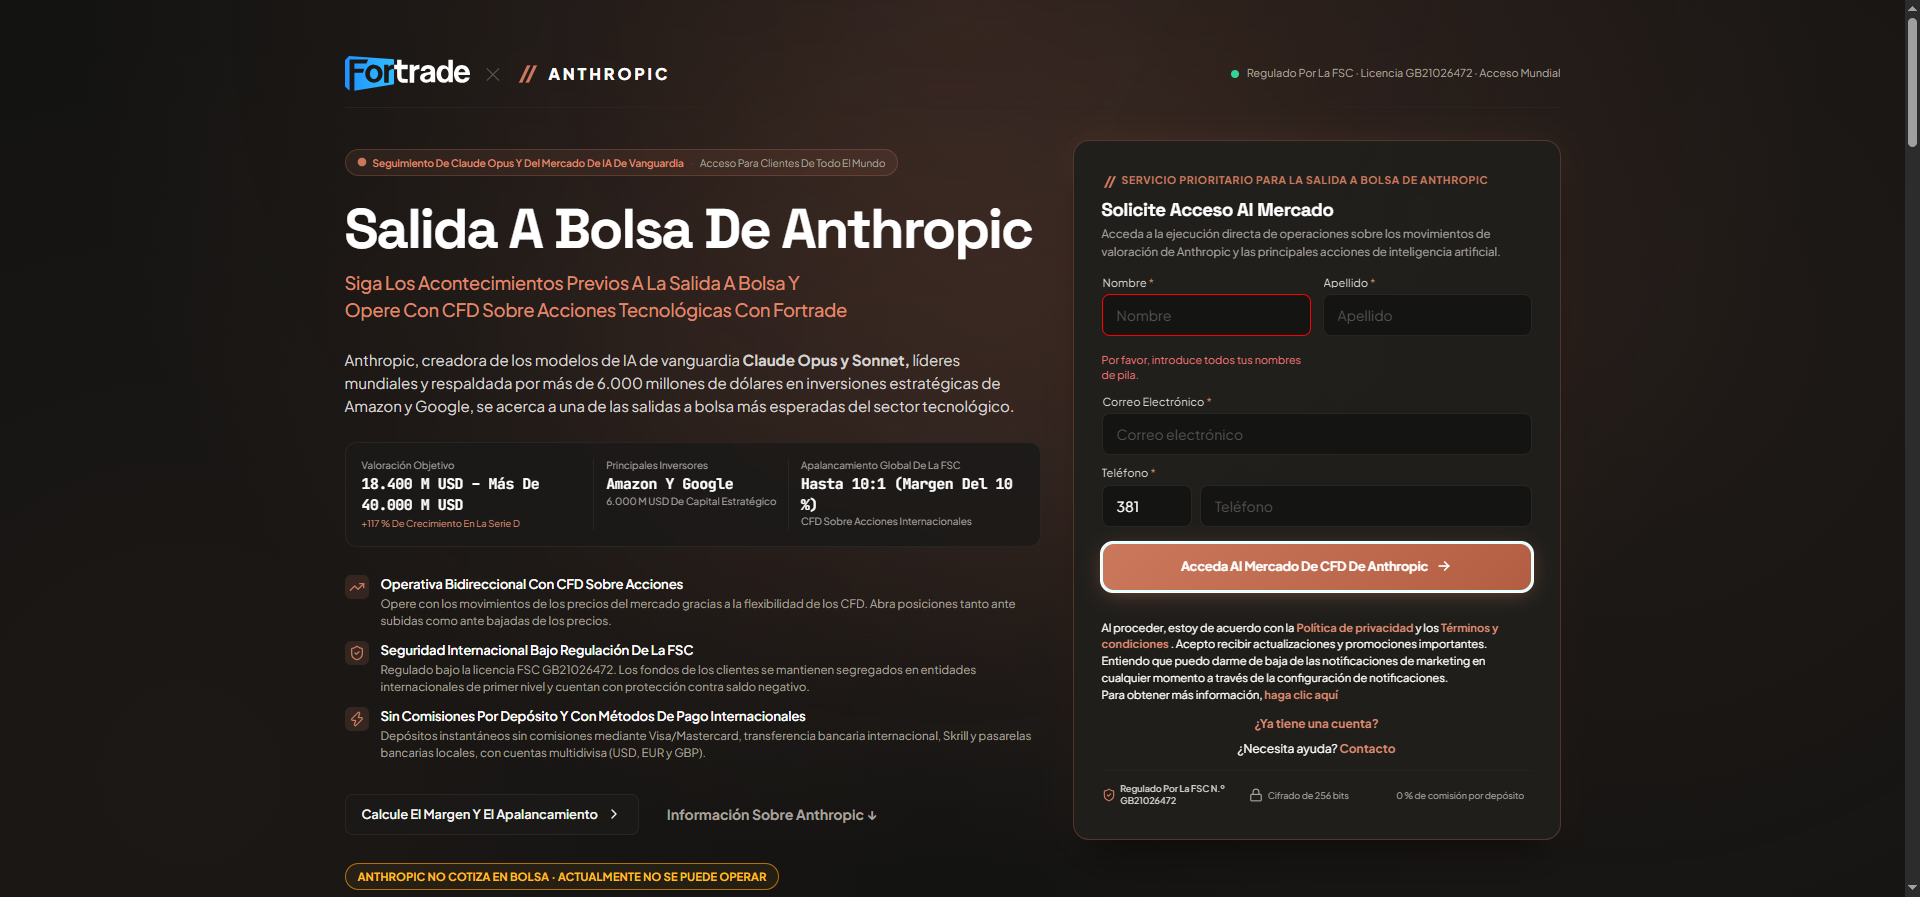 Fortrade × // ANTHROPIC
Regulado Por La FSC · Licencia GB21026472 · Acceso Mundial
Seguimiento De Claude Opus Y Del Mercado De IA De Vanguardia · Acceso Para Clientes De Todo El Mundo
Salida A Bolsa De Anthropic
Siga Los Acontecimientos Previos A La Salida A Bolsa Y
Opere Con CFD Sobre Acciones Tecnológicas Con Fortrade
Anthropic, creadora de los modelos de IA de vanguardia Claude Opus y Sonnet, líderes
mundiales y respaldada por más de 6.000 millones de dólares en inversiones estratégicas de
Amazon y Google, se acerca a una de las salidas a bolsa más esperadas del sector tecnológico.
Valoración Objetivo
18.400 M USD – Más De
40.000 M USD
+117 % De Crecimiento En La Serie D
Principales Inversores
Amazon Y Google
6.000 M USD De Capital Estratégico
Apalancamiento Global De La FSC
Hasta 10:1 (Margen Del 10
%)
CFD Sobre Acciones Internacionales
Operativa Bidireccional Con CFD Sobre Acciones
Opere con los movimientos de los precios del mercado gracias a la flexibilidad de los CFD. Abra posiciones tanto ante
subidas como ante bajadas de los precios.
Seguridad Internacional Bajo Regulación De La FSC
Regulado bajo la licencia FSC GB21026472. Los fondos de los clientes se mantienen segregados en entidades
internacionales de primer nivel y cuentan con protección contra saldo negativo.
Sin Comisiones Por Depósito Y Con Métodos De Pago Internacionales
Depósitos instantáneos sin comisiones mediante Visa/Mastercard, transferencia bancaria internacional, Skrill y pasarelas
bancarias locales, con cuentas multidivisa (USD, EUR y GBP).
Calcule El Margen Y El Apalancamiento >
Información Sobre Anthropic ↓
ANTHROPIC NO COTIZA EN BOLSA · ACTUALMENTE NO SE PUEDE OPERAR
// SERVICIO PRIORITARIO PARA LA SALIDA A BOLSA DE ANTHROPIC
Solicite Acceso Al Mercado
Acceda a la ejecución directa de operaciones sobre los movimientos de
valoración de Anthropic y las principales acciones de inteligencia artificial.
Nombre *
Apellido *
Nombre
Apellido
Por favor, introduce todos tus nombres
de pila.
Correo Electrónico *
Correo electrónico
Teléfono *
381
Teléfono
Acceda Al Mercado De CFD De Anthropic →
Al proceder, estoy de acuerdo con la Política de privacidad y los Términos y
condiciones . Acepto recibir actualizaciones y promociones importantes.
Entiendo que puedo darme de baja de las notificaciones de marketing en
cualquier momento a través de la configuración de notificaciones.
Para obtener más información, haga clic aquí
¿Ya tiene una cuenta?
¿Necesita ayuda? Contacto
Regulado Por La FSC N.º
GB21026472
Cifrado de 256 bits
0 % de comisión por depósito